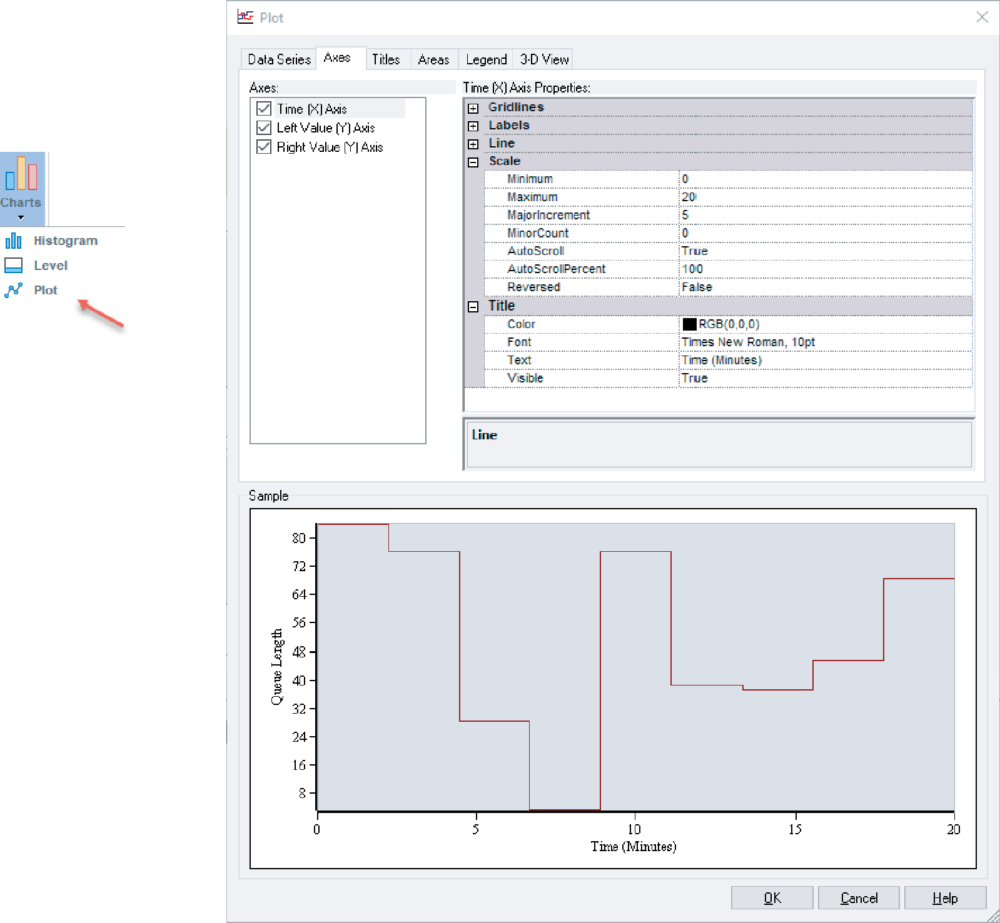 Charts
Histogram
Level
Plot
Plot
Data Series Axes Titles Areas Legend 3-D View
Axes:
Time (X) Axis
Left Value (Y) Axis
Right Value (Y) Axis
Time (X) Axis Properties:
Gridlines
Labels
Line
Scale
Minimum 0
Maximum 20
MajorIncrement 5
MinorCount 0
AutoScroll True
AutoScrollPercent 100
Reversed False
Title
Color RGB(0,0,0)
Font Times New Roman, 10pt
Text Time (Minutes)
Visible True
Line
Sample
Queue Length
80
72
64
56
48
40
32
24
16
8
0 5 10 15 20
Time (Minutes)
OK Cancel Help